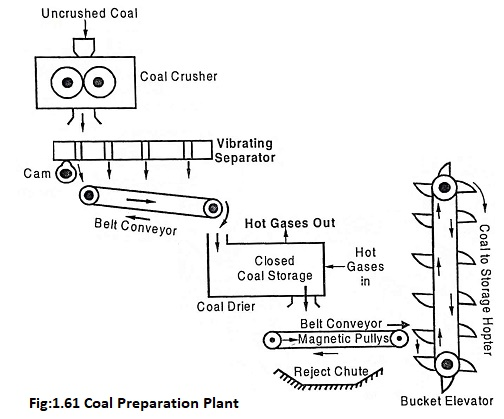 Uncrushed Coal
Coal Crusher
Vibrating
Separator
Cam
Belt Conveyor
Hot Gases Out
Closed
Coal Storage
Hot
Gases
in
Coal Drier
Belt Conveyor
Magnetic Pullys
Reject Chute
Coal to Storage Hopter
Bucket Elevator
Fig:1.61 Coal Preparation Plant